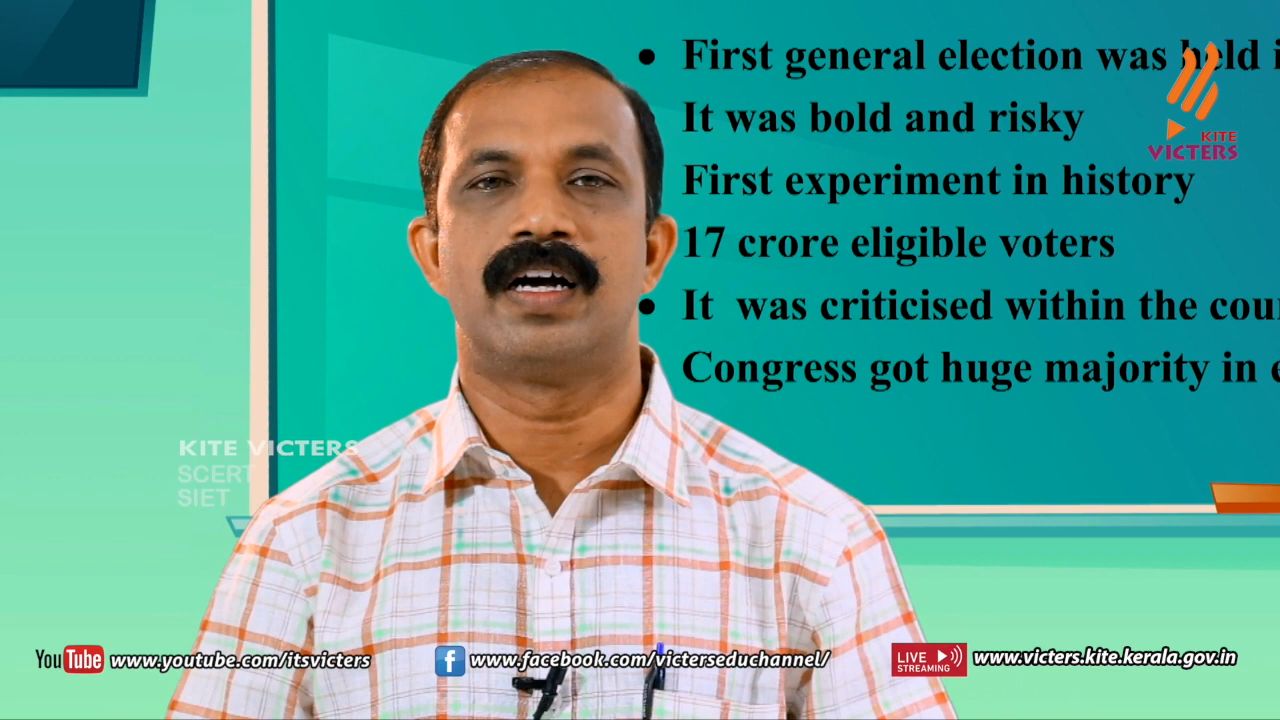 First general election was held i
It was bold and risky
First experiment in history
17 crore eligible voters
It was criticised within the cou
Congress got huge majority in e
KITE
VICTERS
KITE VICTERS
SCERT
SIET
YouTube www.youtube.com/itsvicters
f www.facebook.com/victerseduchannel/
LIVE STREAMING www.victers.kite.kerala.gov.in